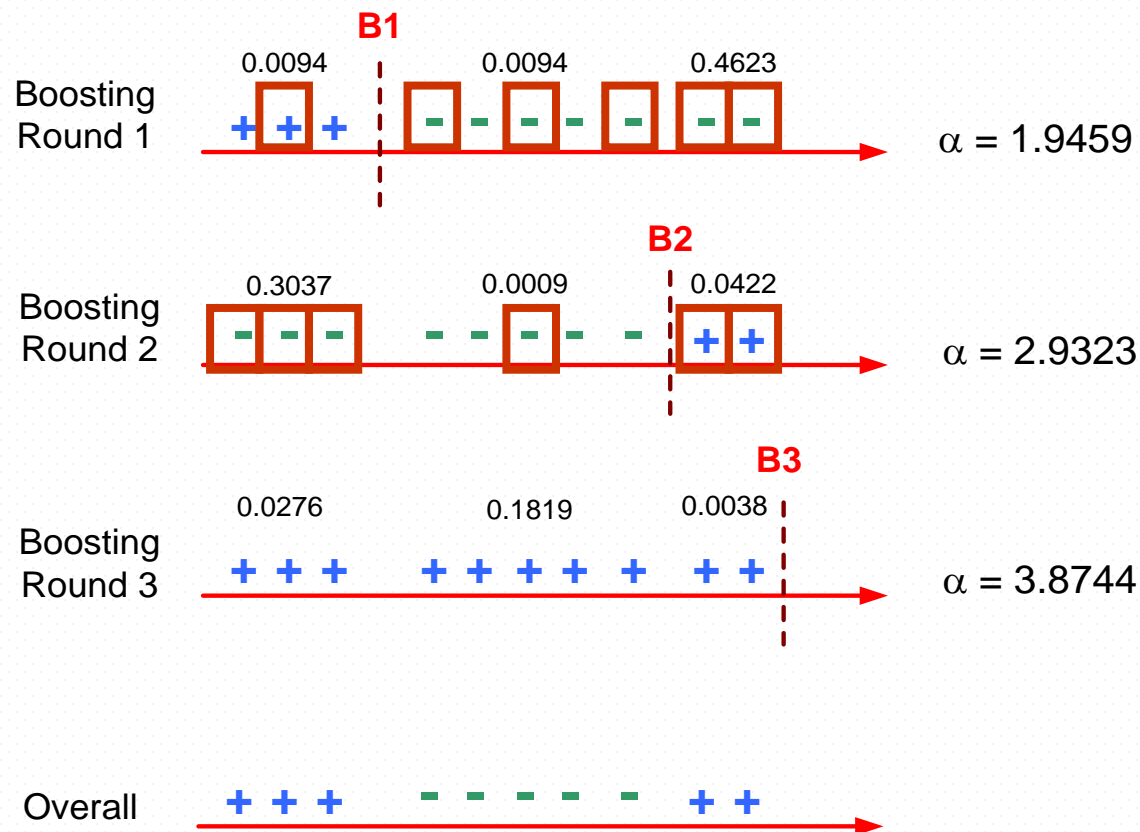 B1
0.0094 0.0094 0.4623
Boosting
Round 1
+ + + - - - - - - -
α = 1.9459
B2
0.3037 0.0009 0.0422
Boosting
Round 2
- - - - - - - - + +
α = 2.9323
B3
0.0276 0.1819 0.0038
Boosting
Round 3
+ + + + + + + + + +
α = 3.8744
Overall + + + - - - - - + +